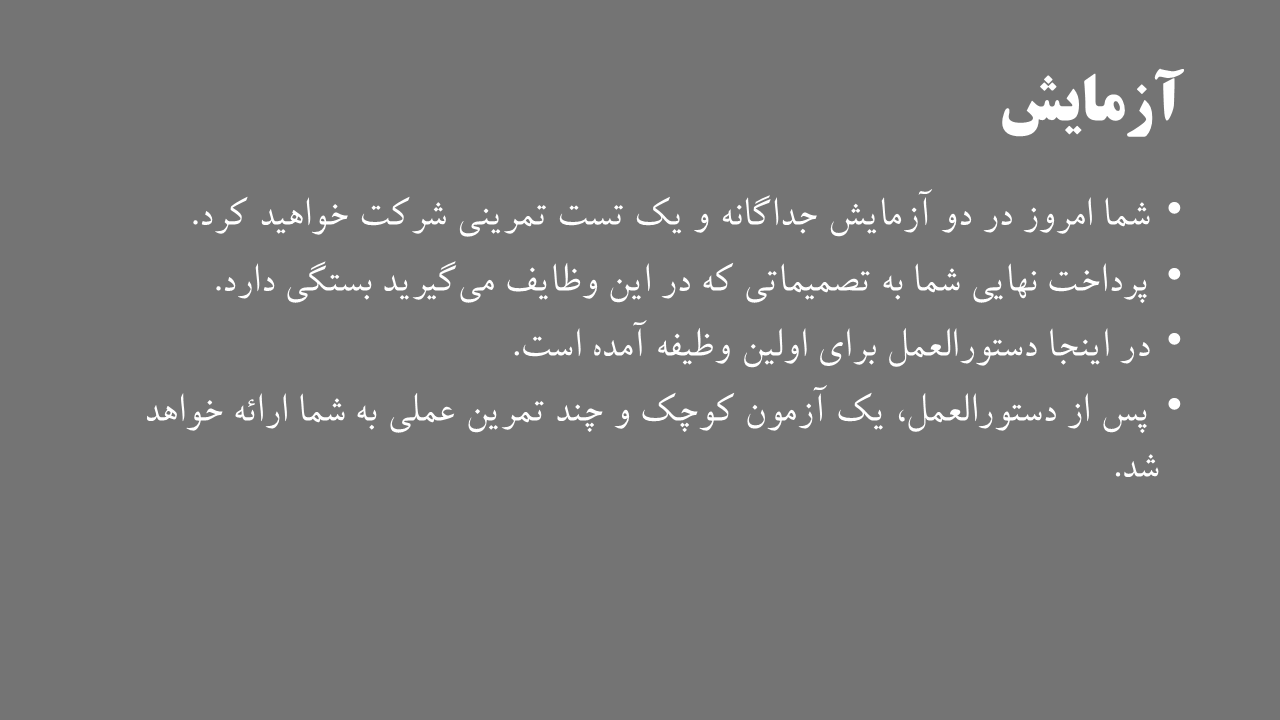 آزمایش
• شما امروز در دو آزمایش جداگانه و یک تست تمرینی شرکت خواهید کرد.
• پرداخت نهایی شما به تصمیماتی که در این وظایف می‌گیرید بستگی دارد.
• در اینجا دستورالعمل برای اولین وظیفه آمده است.
• پس از دستورالعمل، یک آزمون کوچک و چند تمرین عملی به شما ارائه خواهد
شد.